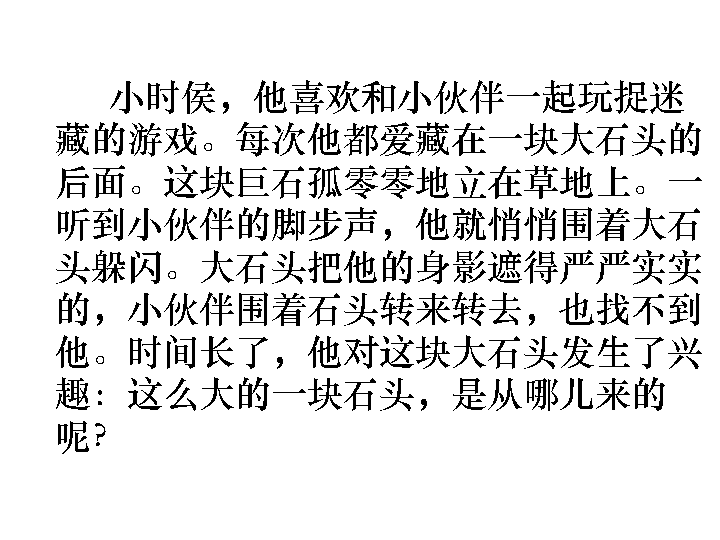 小时侯，他喜欢和小伙伴一起玩捉迷
藏的游戏。每次他都爱藏在一块大石头的
后面。这块巨石孤零零地立在草地上。一
听到小伙伴的脚步声，他就悄悄围着大石
头躲闪。大石头把他的身影遮得严严实实
的，小伙伴围着石头转来转去，也找不到
他。时间长了，他对这块大石头发生了兴
趣：这么大的一块石头，是从哪儿来的
呢？